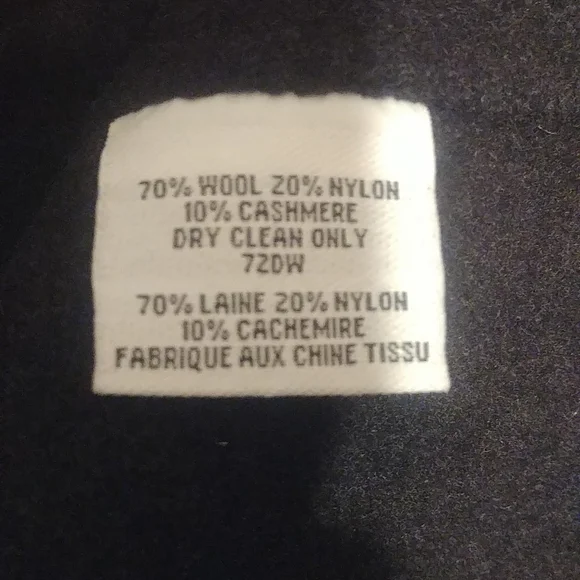 70% WOOL 20% NYLON
10% CASHMERE
DRY CLEAN ONLY
72DW
70% LAINE 20% NYLON
10% CACHEMIRE
FABRIQUE AUX CHINE TISSU